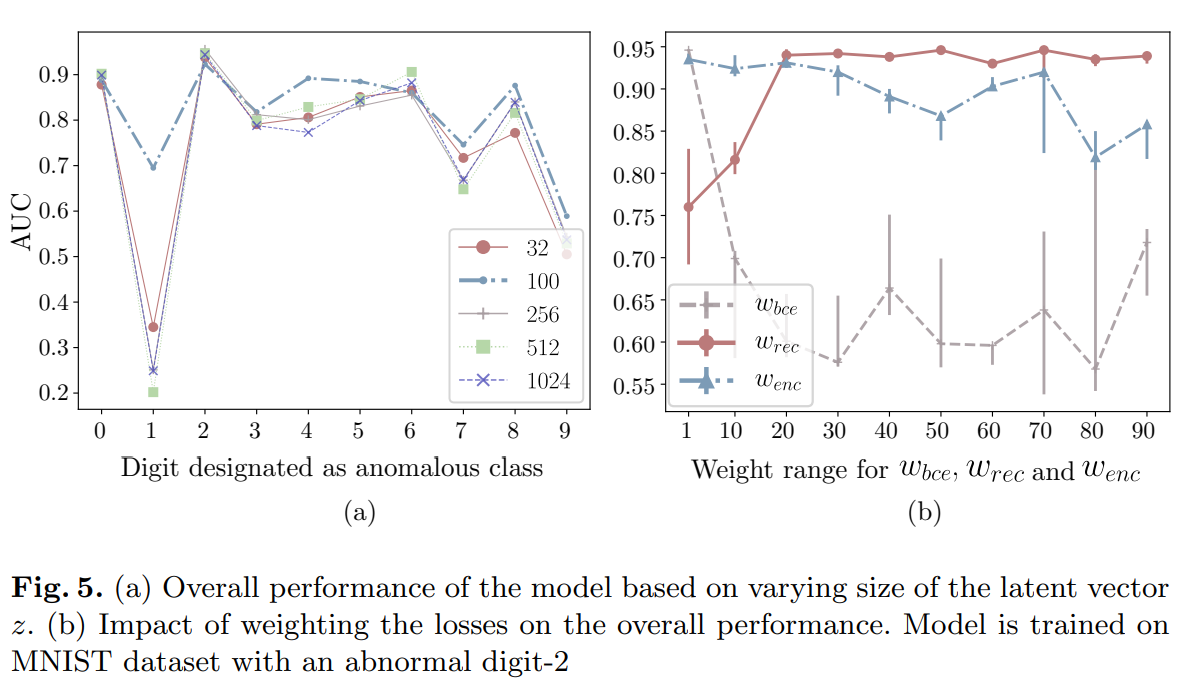 AUC
0.9
0.8
0.7
0.6
0.5
0.4
0.3
0.2
32
100
256
512
1024
0 1 2 3 4 5 6 7 8 9
Digit designated as anomalous class
(a)
0.95
0.90
0.85
0.80
0.75
0.70
0.65
0.60
0.55
w_bce
w_rec
w_enc
1 10 20 30 40 50 60 70 80 90
Weight range for w_bce, w_rec and w_enc
(b)
Fig. 5. (a) Overall performance of the model based on varying size of the latent vector
z. (b) Impact of weighting the losses on the overall performance. Model is trained on
MNIST dataset with an abnormal digit-2